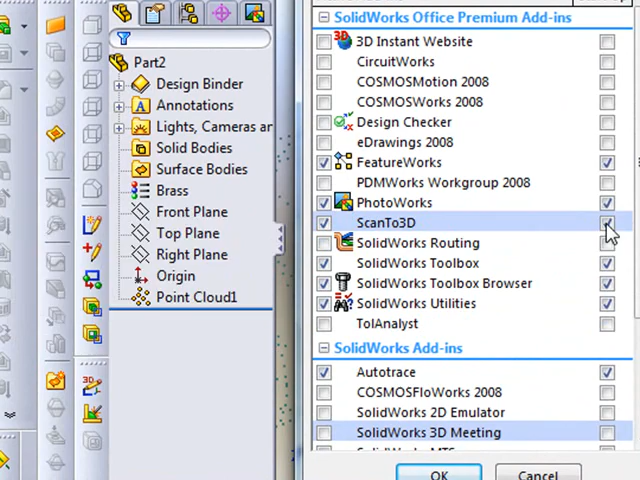 Part2
Design Binder
Annotations
Lights, Cameras an
Solid Bodies
Surface Bodies
Brass
Front Plane
Top Plane
Right Plane
Origin
Point Cloud1
SolidWorks Office Premium Add-ins
3D Instant Website
CircuitWorks
COSMOSMotion 2008
COSMOSWorks 2008
Design Checker
eDrawings 2008
FeatureWorks
PDMWorks Workgroup 2008
PhotoWorks
ScanTo3D
SolidWorks Routing
SolidWorks Toolbox
SolidWorks Toolbox Browser
SolidWorks Utilities
TolAnalyst
SolidWorks Add-ins
Autotrace
COSMOSFloWorks 2008
SolidWorks 2D Emulator
SolidWorks 3D Meeting
OK
Cancel